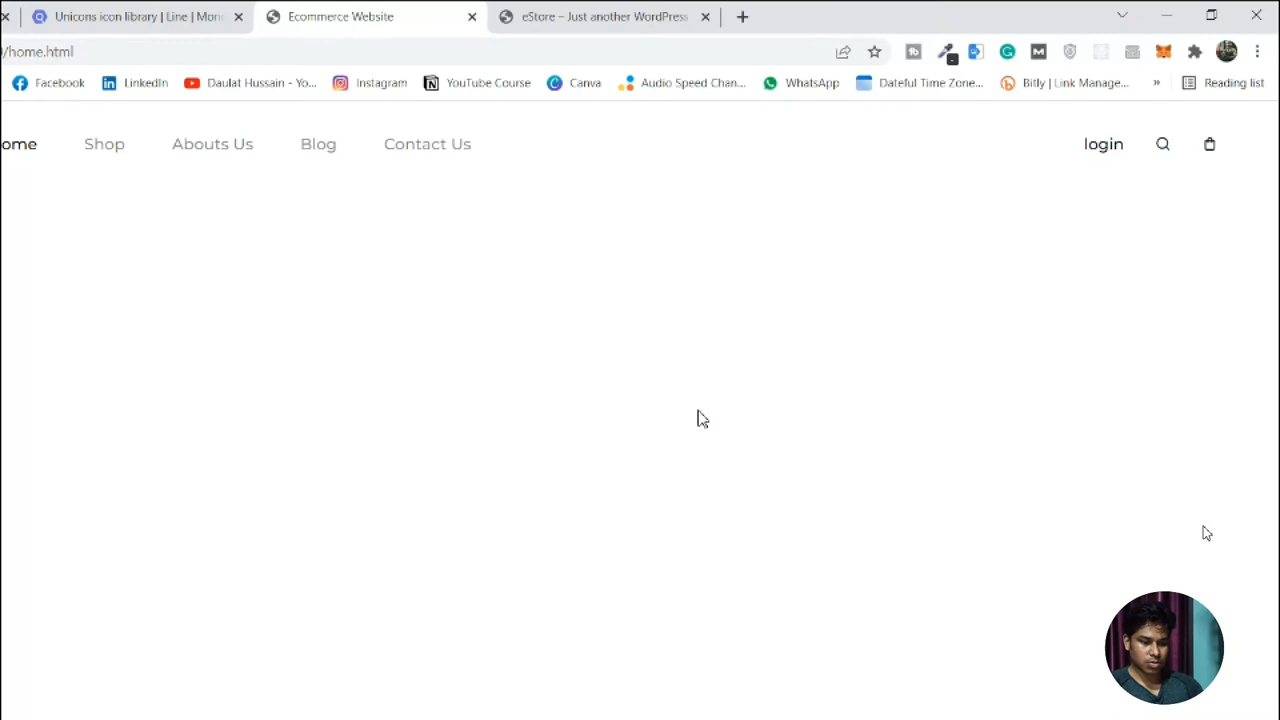 Unicons icon library | Line | Mono
Ecommerce Website
eStore – Just another WordPress
/home.html
Facebook
LinkedIn
Daulat Hussain - Yo...
Instagram
YouTube Course
Canva
Audio Speed Chan...
WhatsApp
Dateful Time Zone...
Bitly | Link Manage...
»
Reading list
ome
Shop
Abouts Us
Blog
Contact Us
login